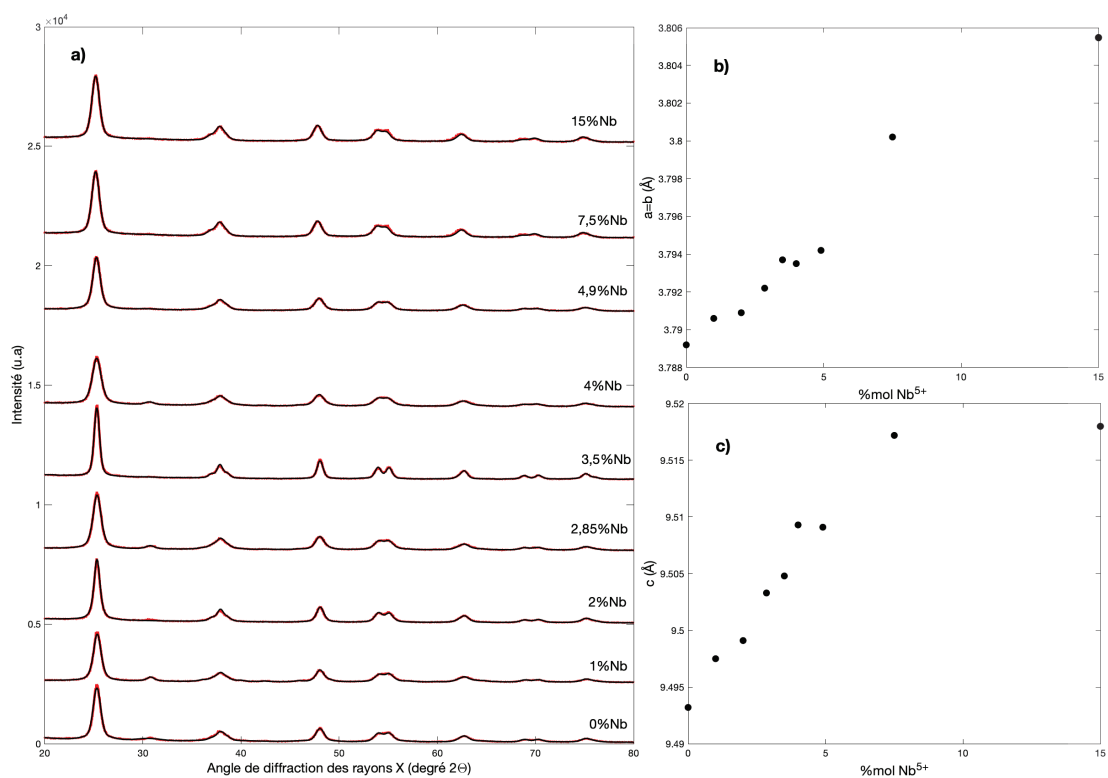 ×10⁴
3
a)
15%Nb
2.5
7,5%Nb
2
4,9%Nb
4%Nb
1.5
3,5%Nb
1
2,85%Nb
2%Nb
0.5
1%Nb
0%Nb
0
20 30 40 50 60 70 80
Intensité (u.a)
Angle de diffraction des rayons X (degré 2Θ)
b)
3.806
3.804
3.802
3.8
3.798
3.796
3.794
3.792
3.79
3.788
0 5 10 15
a=b (Å)
%mol Nb⁵⁺
c)
9.52
9.515
9.51
9.505
9.5
9.495
9.49
0 5 10 15
c (Å)
%mol Nb⁵⁺